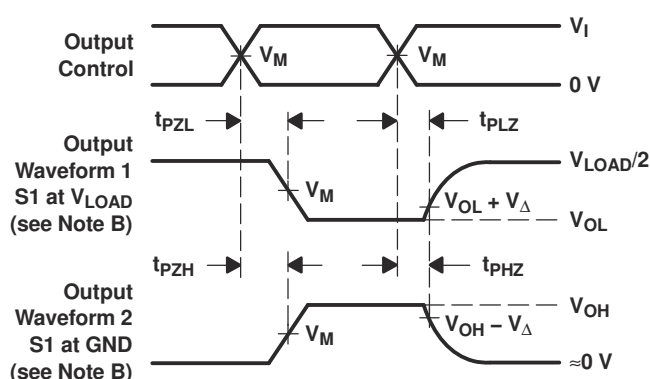 Output
Control
V_M
V_M
V_I
0 V
t_PZL
t_PLZ
Output
Waveform 1
S1 at V_LOAD
(see Note B)
V_M
V_OL + V_Δ
V_LOAD/2
V_OL
t_PZH
t_PHZ
Output
Waveform 2
S1 at GND
(see Note B)
V_M
V_OH − V_Δ
V_OH
≈0 V